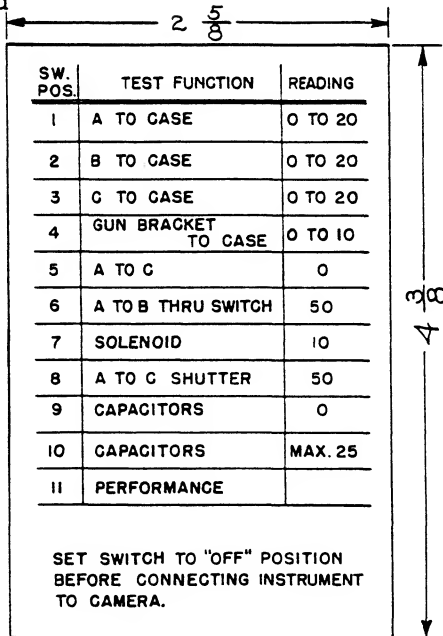 2 5/8
SW. POS. TEST FUNCTION READING
1 A TO CASE 0 TO 20
2 B TO CASE 0 TO 20
3 C TO CASE 0 TO 20
4 GUN BRACKET TO CASE 0 TO 10
5 A TO C 0
6 A TO B THRU SWITCH 50
7 SOLENOID 10
8 A TO C SHUTTER 50
9 CAPACITORS 0
10 CAPACITORS MAX. 25
11 PERFORMANCE
SET SWITCH TO "OFF" POSITION
BEFORE CONNECTING INSTRUMENT
TO CAMERA.
4 3/8